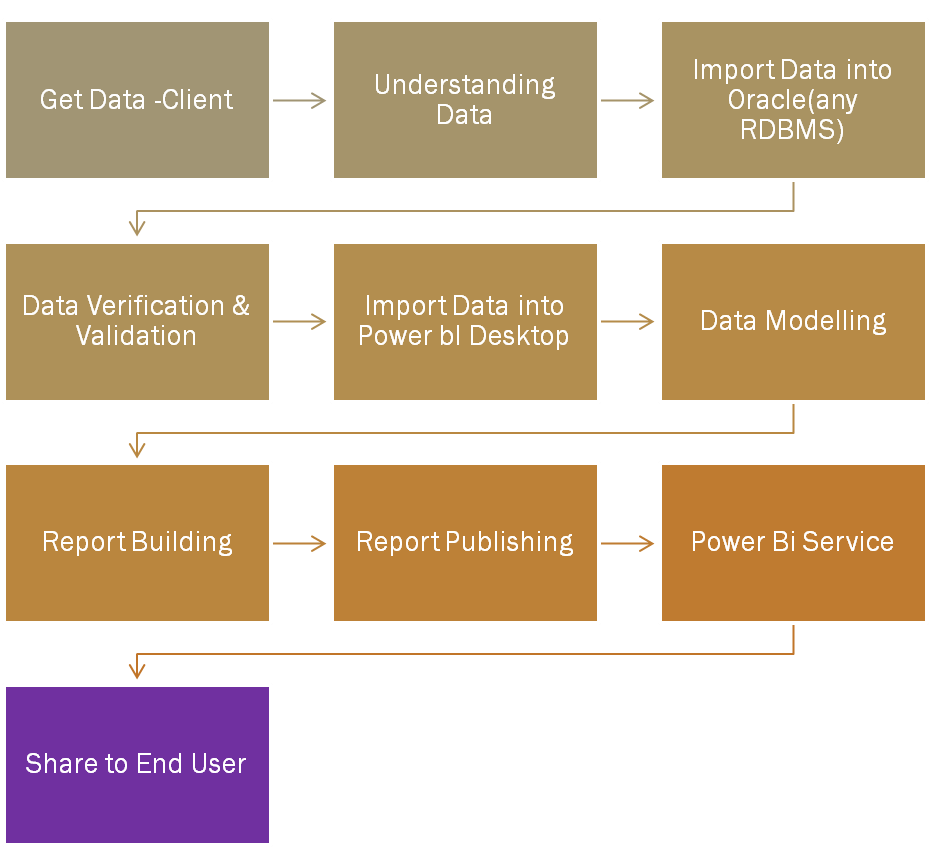 Get Data -Client
Understanding
Data
Import Data into
Oracle(any
RDBMS)
Data Verification &
Validation
Import Data into
Power bI Desktop
Data Modelling
Report Building
Report Publishing
Power Bi Service
Share to End User